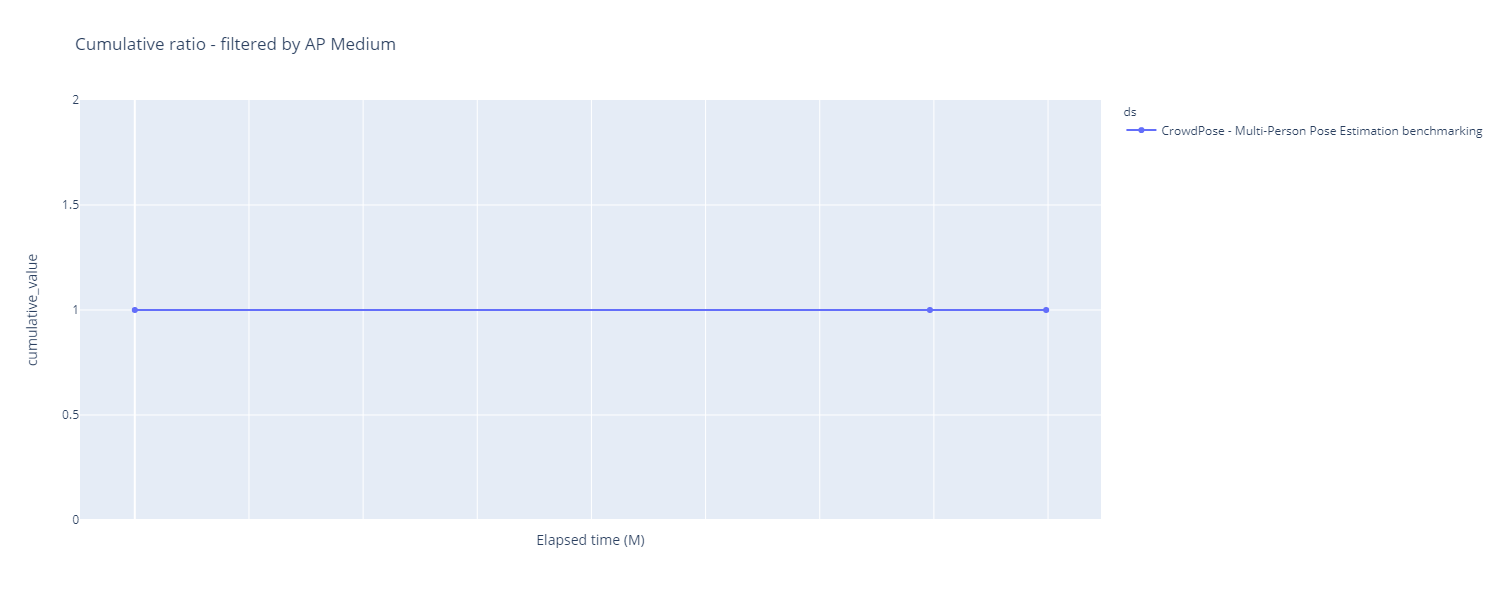 Cumulative ratio - filtered by AP Medium
2
1.5
1
0.5
0
cumulative_value
Elapsed time (M)
ds
CrowdPose - Multi-Person Pose Estimation benchmarking